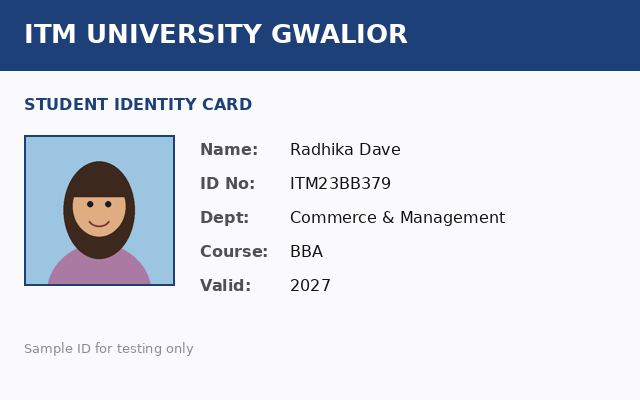 ITM UNIVERSITY GWALIOR
STUDENT IDENTITY CARD
Name: Radhika Dave
ID No: ITM23BB379
Dept: Commerce & Management
Course: BBA
Valid: 2027
Sample ID for testing only